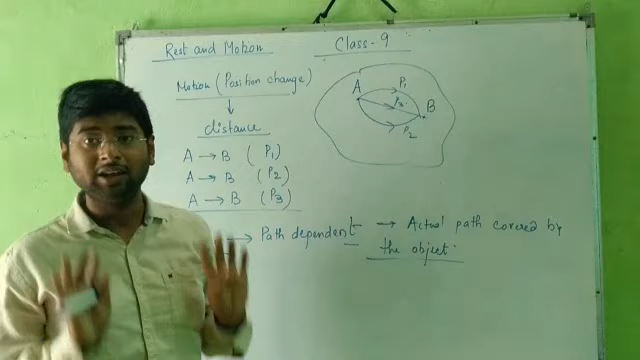 Rest and Motion
Class-9
Motion (Position change)
↓
distance
A → B (P1)
A → B (P2)
A → B (P3)
A
P1
P3
B
P2
→ Path dependent → Actual path covered by
the object.